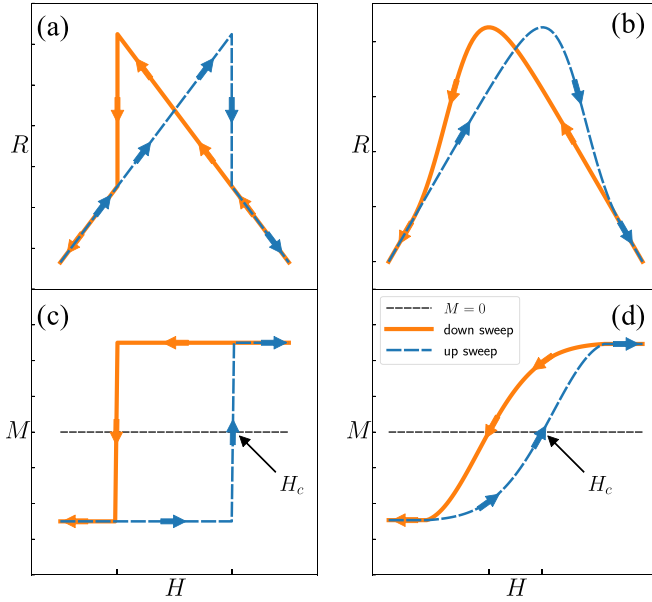 (a)
(b)
R
R
(c)
M = 0
down sweep
up sweep
(d)
M
M
H_c
H_c
H
H